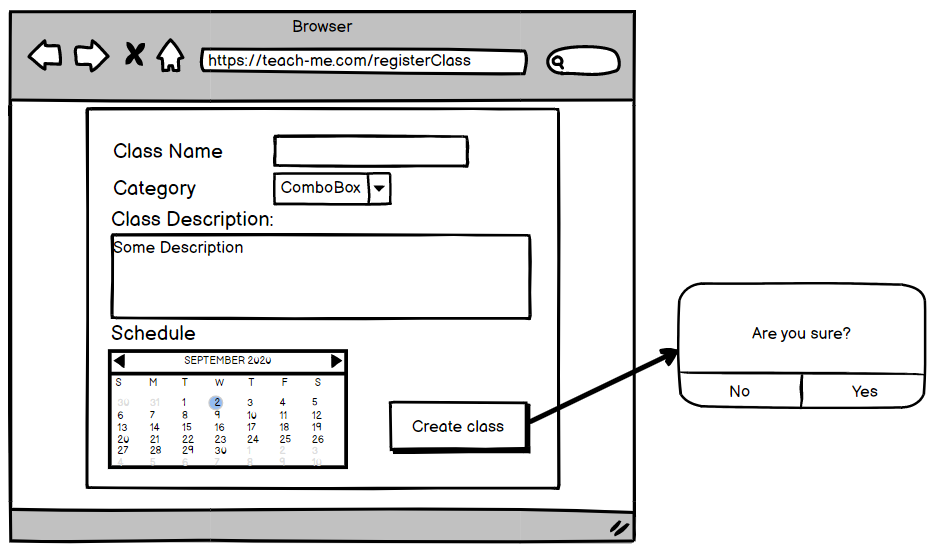 Browser
https://teach-me.com/registerClass
Class Name
Category
ComboBox
Class Description:
Some Description
Schedule
SEPTEMBER 2020
S M T W T F S
30 31 1 2 3 4 5
6 7 8 9 10 11 12
13 14 15 16 17 18 19
20 21 22 23 24 25 26
27 28 29 30 1 2 3
4 5 6 7 8 9 10
Create class
Are you sure?
No Yes